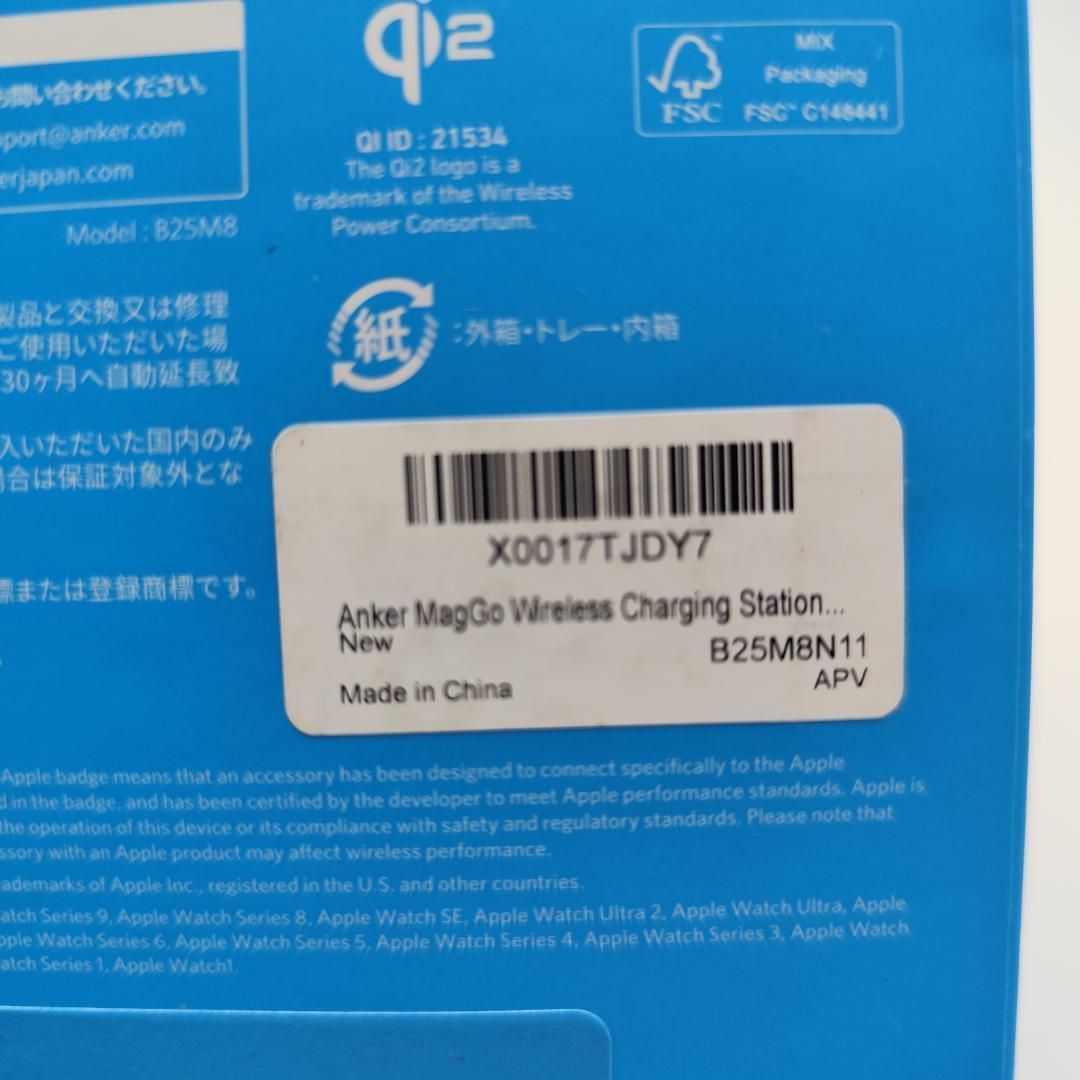 お問い合わせください。
pport@anker.com
erjapan.com
Model : B25M8
Qi2
QI ID : 21534
The Qi2 logo is a
trademark of the Wireless
Power Consortium.
FSC™
MIX
Packaging
FSC™ C148441
製品と交換又は修理
ご使用いただいた場
30ヶ月へ自動延長致
紙
:外箱・トレー・内箱
入いただいた国内のみ
場合は保証対象外とな
標または登録商標です。
X0017TJDY7
Anker MagGo Wireless Charging Station...
New
B25M8N11
APV
Made in China
Apple badge means that an accessory has been designed to connect specifically to the Apple
d in the badge, and has been certified by the developer to meet Apple performance standards. Apple is
the operation of this device or its compliance with safety and regulatory standards. Please note that
ssory with an Apple product may affect wireless performance.
ademarks of Apple Inc., registered in the U.S. and other countries.
atch Series 9, Apple Watch Series 8, Apple Watch SE, Apple Watch Ultra 2, Apple Watch Ultra, Apple
pple Watch Series 6, Apple Watch Series 5, Apple Watch Series 4, Apple Watch Series 3, Apple Watch
atch Series 1, Apple Watch1.